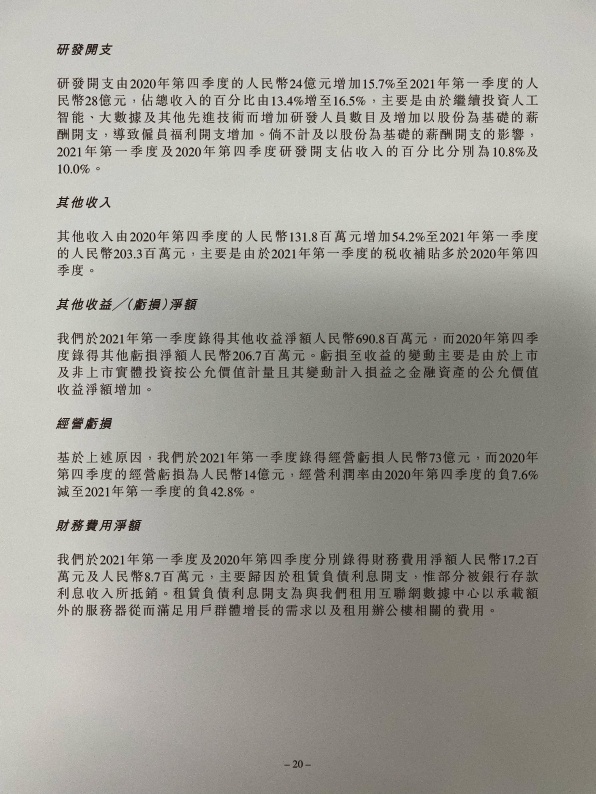 研發開支
研發開支由2020年第四季度的人民幣24億元增加15.7%至2021年第一季度的人
民幣28億元，佔總收入的百分比由13.4%增至16.5%，主要是由於繼續投資人工
智能、大數據及其他先進技術而增加研發人員數目及增加以股份為基礎的薪
酬開支，導致僱員福利開支增加。倘不計及以股份為基礎的薪酬開支的影響，
2021年第一季度及2020年第四季度研發開支佔收入的百分比分別為10.8%及
10.0%。
其他收入
其他收入由2020年第四季度的人民幣131.8百萬元增加54.2%至2021年第一季度
的人民幣203.3百萬元，主要是由於2021年第一季度的稅收補貼多於2020年第四
季度。
其他收益╱（虧損）淨額
我們於2021年第一季度錄得其他收益淨額人民幣690.8百萬元，而2020年第四季
度錄得其他虧損淨額人民幣206.7百萬元。虧損至收益的變動主要是由於上市
及非上市實體投資按公允價值計量且其變動計入損益之金融資產的公允價值
收益淨額增加。
經營虧損
基於上述原因，我們於2021年第一季度錄得經營虧損人民幣73億元，而2020年
第四季度的經營虧損為人民幣14億元，經營利潤率由2020年第四季度的負7.6%
減至2021年第一季度的負42.8%。
財務費用淨額
我們於2021年第一季度及2020年第四季度分別錄得財務費用淨額人民幣17.2百
萬元及人民幣8.7百萬元，主要歸因於租賃負債利息開支，惟部分被銀行存款
利息收入所抵銷。租賃負債利息開支為與我們租用互聯網數據中心以承載額
外的服務器從而滿足用戶群體增長的需求以及租用辦公樓相關的費用。
– 20 –